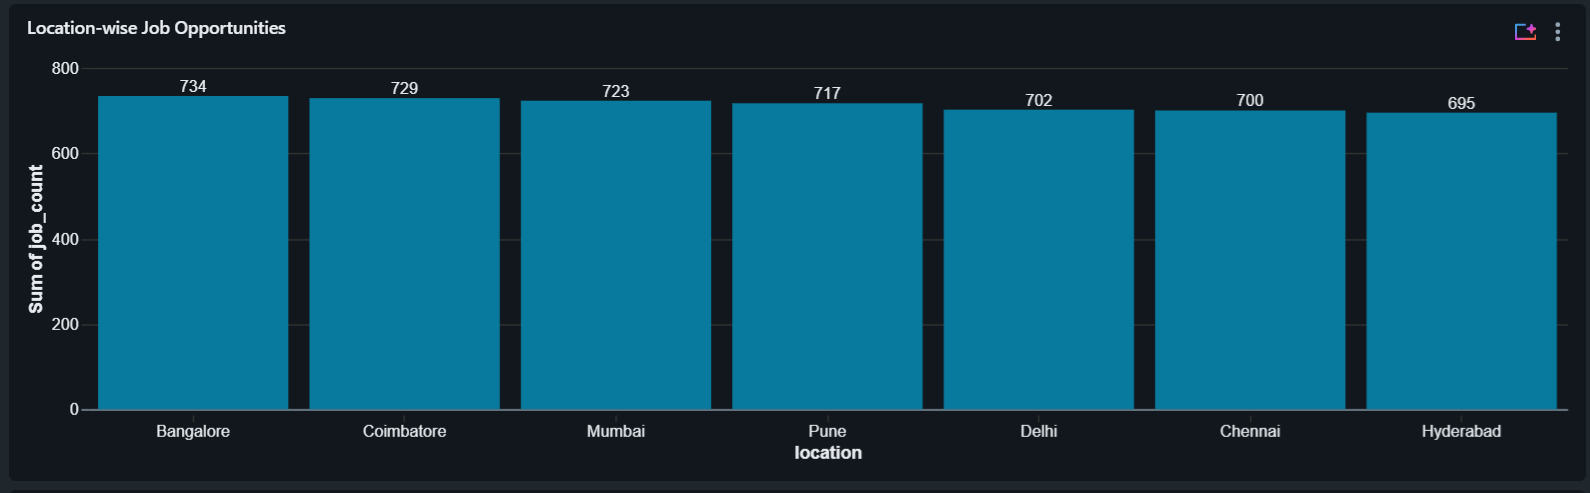 Location-wise Job Opportunities
800
734
729
723
717
702
700
695
600
400
200
0
Sum of job_count
Bangalore
Coimbatore
Mumbai
Pune
Delhi
Chennai
Hyderabad
location